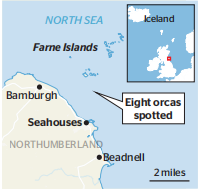 NORTH SEA
Iceland
Farne Islands
Bamburgh
Eight orcas
spotted
Seahouses
NORTHUMBERLAND
Beadnell
2 miles